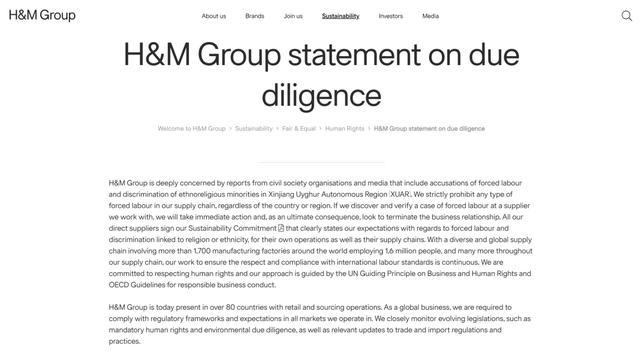 H&M Group
About us
Brands
Join us
Sustainability
Investors
Media
H&M Group statement on due
diligence
Welcome to H&M Group > Sustainability > Fair & Equal > Human Rights > H&M Group statement on due diligence
H&M Group is deeply concerned by reports from civil society organisations and media that include accusations of forced labour
and discrimination of ethnoreligious minorities in Xinjiang Uyghur Autonomous Region (XUAR). We strictly prohibit any type of
forced labour in our supply chain, regardless of the country or region. If we discover and verify a case of forced labour at a supplier
we work with, we will take immediate action and, as an ultimate consequence, look to terminate the business relationship. All our
direct suppliers sign our Sustainability Commitment that clearly states our expectations with regards to forced labour and
discrimination linked to religion or ethnicity, for their own operations as well as their supply chains. With a diverse and global supply
chain involving more than 1,700 manufacturing factories around the world employing 1,6 million people, and many more throughout
our supply chain, our work to ensure the respect and compliance with international labour standards is continuous. We are
committed to respecting human rights and our approach is guided by the UN Guiding Principle on Business and Human Rights and
OECD Guidelines for responsible business conduct.
H&M Group is today present in over 80 countries with retail and sourcing operations. As a global business, we are required to
comply with regulatory frameworks and expectations in all markets we operate in. We closely monitor evolving legislations, such as
mandatory human rights and environmental due diligence, as well as relevant updates to trade and import regulations and
practices.